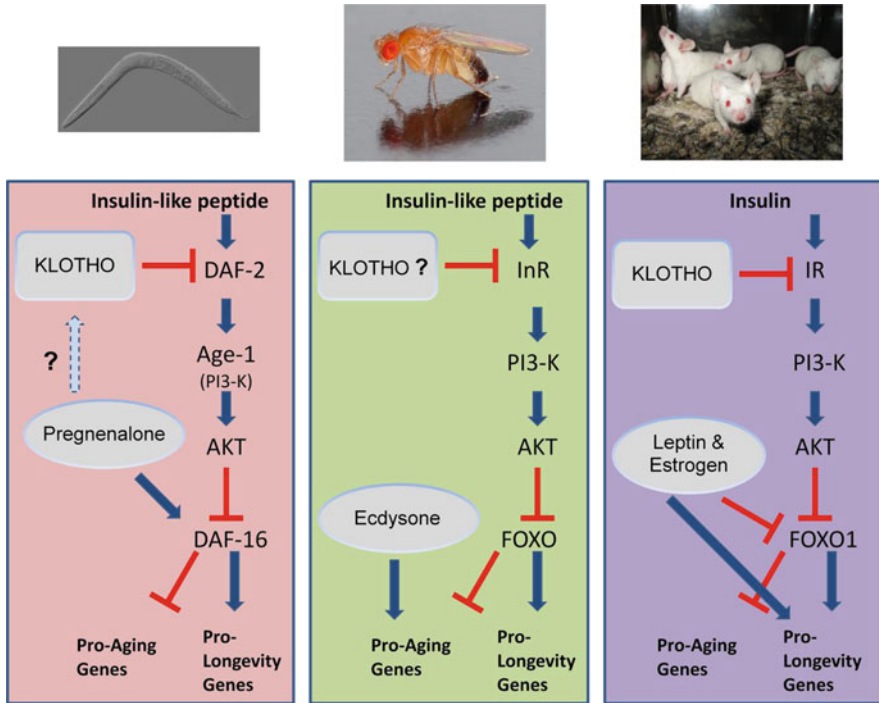 Insulin-like peptide
KLOTHO
DAF-2
?
Age-1
(PI3-K)
Pregnenalone
AKT
DAF-16
Pro-Aging
Genes
Pro-
Longevity
Genes
Insulin-like peptide
KLOTHO ?
InR
PI3-K
AKT
Ecdysone
FOXO
Pro-Aging
Genes
Pro-
Longevity
Genes
Insulin
KLOTHO
IR
PI3-K
Leptin &
Estrogen
AKT
FOXO1
Pro-Aging
Genes
Pro-
Longevity
Genes